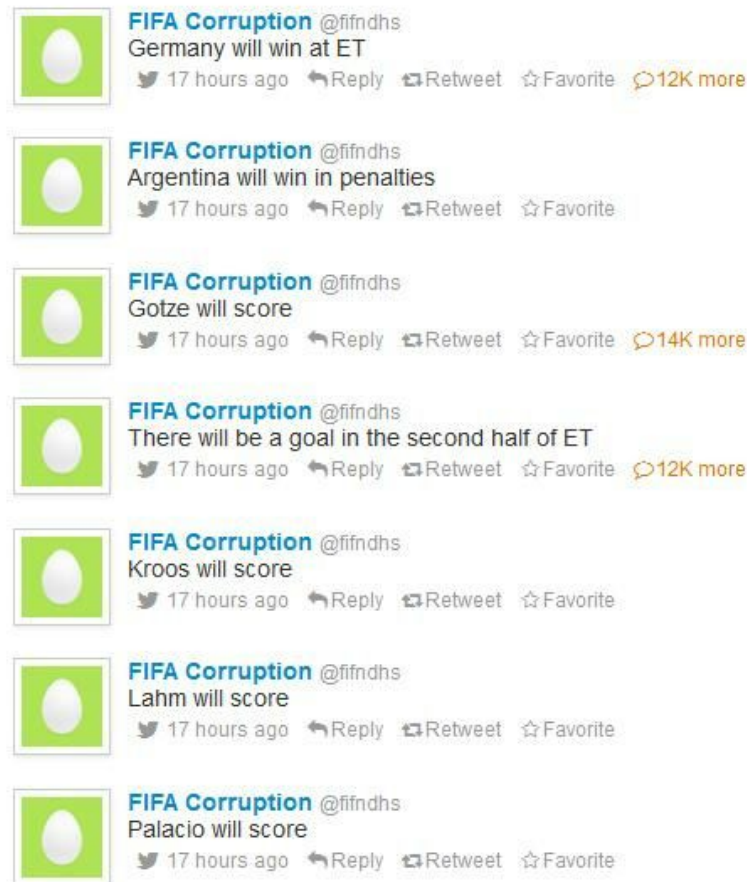 FIFA Corruption @fifndhs
Germany will win at ET
17 hours ago Reply Retweet Favorite 12K more
FIFA Corruption @fifndhs
Argentina will win in penalties
17 hours ago Reply Retweet Favorite
FIFA Corruption @fifndhs
Gotze will score
17 hours ago Reply Retweet Favorite 14K more
FIFA Corruption @fifndhs
There will be a goal in the second half of ET
17 hours ago Reply Retweet Favorite 12K more
FIFA Corruption @fifndhs
Kroos will score
17 hours ago Reply Retweet Favorite
FIFA Corruption @fifndhs
Lahm will score
17 hours ago Reply Retweet Favorite
FIFA Corruption @fifndhs
Palacio will score
17 hours ago Reply Retweet Favorite